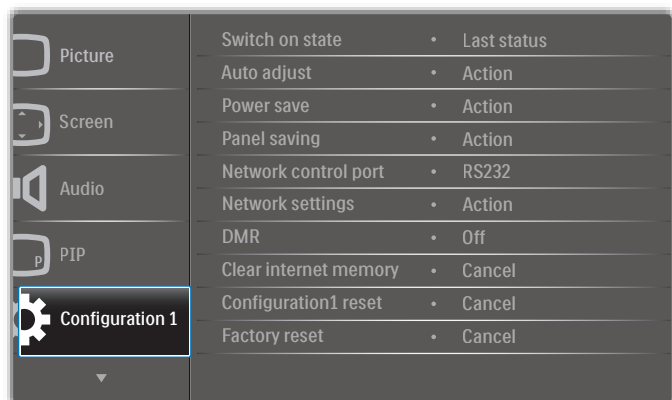 Picture
Screen
Audio
PIP
P
Configuration 1
Switch on state • Last status
Auto adjust • Action
Power save • Action
Panel saving • Action
Network control port • RS232
Network settings • Action
DMR • Off
Clear internet memory • Cancel
Configuration1 reset • Cancel
Factory reset • Cancel